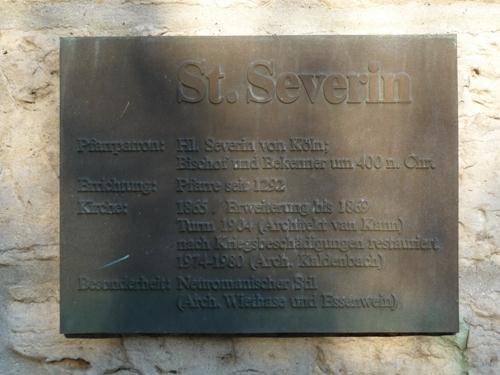 St. Severin
Pfarrpatron: Hl. Severin von Köln;
Bischof und Bekenner um 400 n. Chr.
Errichtung: Pfarre seit 1292
Kirche: 1865 / Erweiterung bis 1869
Turm 1904 (Architekt van Kann)
nach Kriegsbeschädigungen restauriert
1974-1980 (Arch. Kaldenbach)
Besonderheit: Neuromanischer Stil
(Arch. Wiethase und Essenwein)